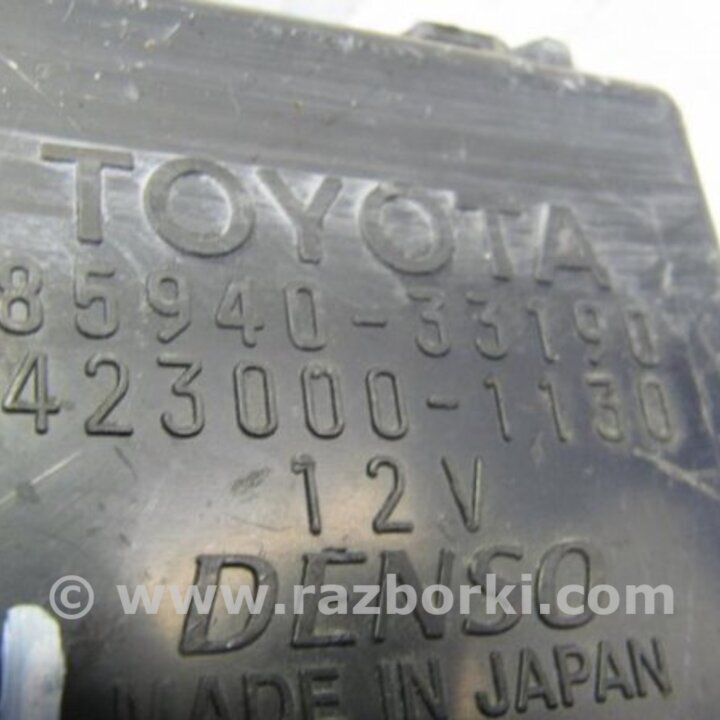 TOYOTA
85940-33190
423000-1130
12V
DENSO
© www.razborki.com
MADE IN JAPAN